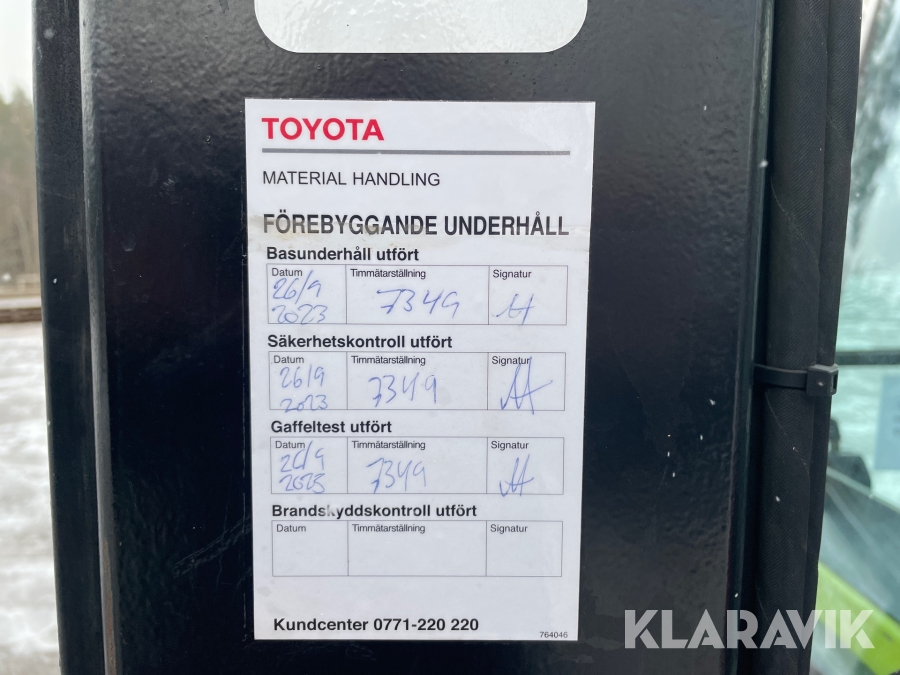 TOYOTA
MATERIAL HANDLING
FÖREBYGGANDE UNDERHÅLL
Basunderhåll utfört
Datum Timmätarställning Signatur
26/9 2023 7349
Säkerhetskontroll utfört
Datum Timmätarställning Signatur
26/9 2023 7349
Gaffeltest utfört
Datum Timmätarställning Signatur
26/9 7349
Brandskyddskontroll utfört
Datum Timmätarställning Signatur
Kundcenter 0771-220 220
764046
KLARAVIK